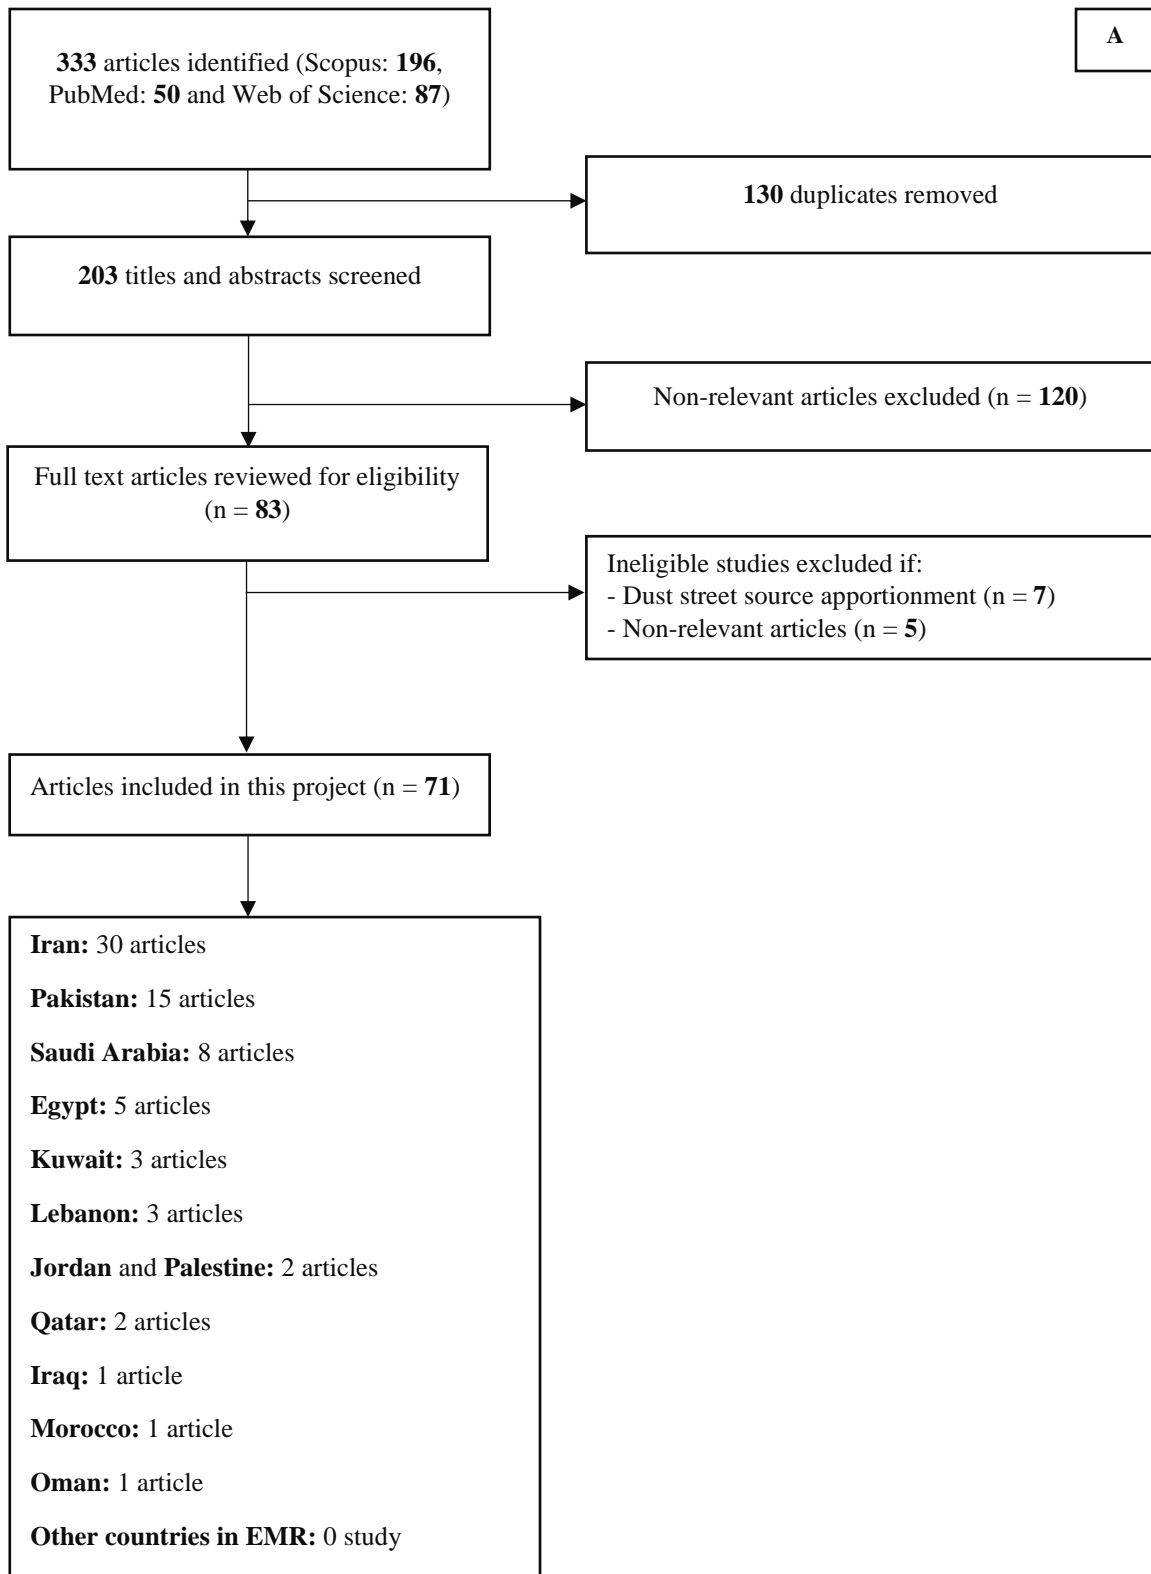 333 articles identified (Scopus: 196,
PubMed: 50 and Web of Science: 87)
A
130 duplicates removed
203 titles and abstracts screened
Non-relevant articles excluded (n = 120)
Full text articles reviewed for eligibility
(n = 83)
Ineligible studies excluded if:
- Dust street source apportionment (n = 7)
- Non-relevant articles (n = 5)
Articles included in this project (n = 71)
Iran: 30 articles
Pakistan: 15 articles
Saudi Arabia: 8 articles
Egypt: 5 articles
Kuwait: 3 articles
Lebanon: 3 articles
Jordan and Palestine: 2 articles
Qatar: 2 articles
Iraq: 1 article
Morocco: 1 article
Oman: 1 article
Other countries in EMR: 0 study